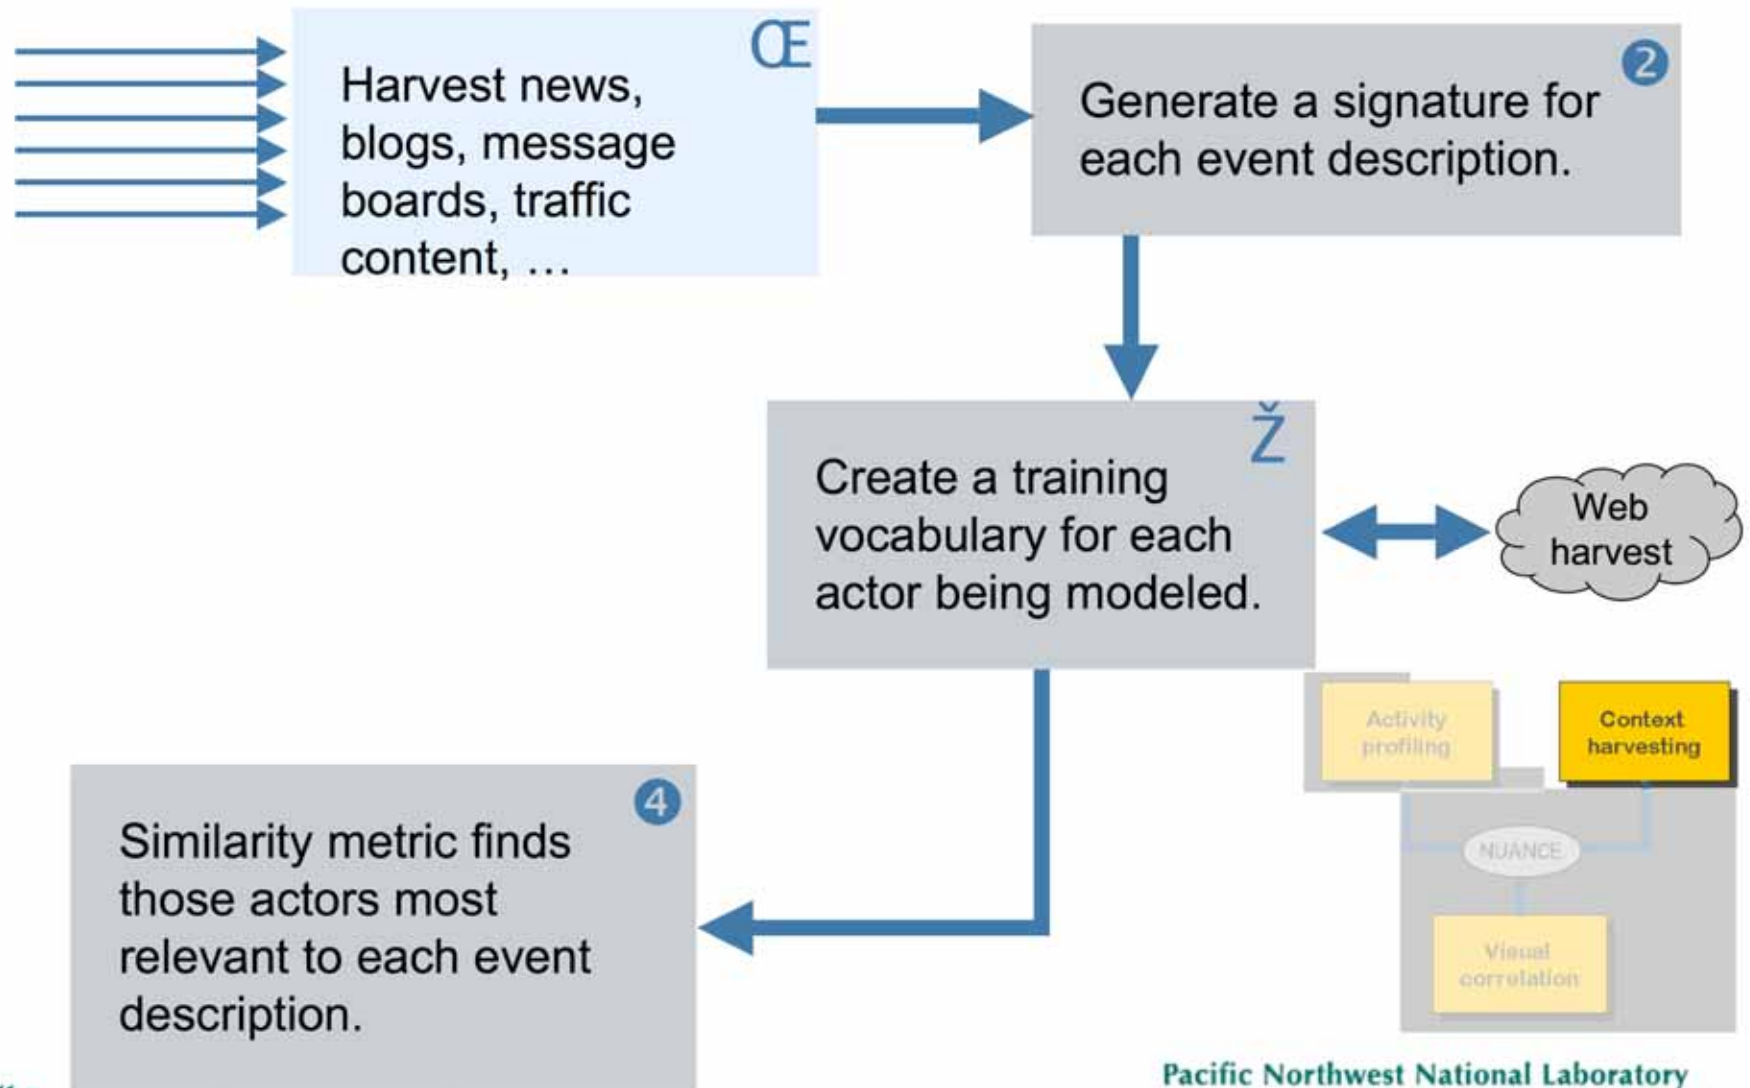 Œ
Harvest news,
blogs, message
boards, traffic
content, …
2
Generate a signature for
each event description.
Ž
Create a training
vocabulary for each
actor being modeled.
Web
harvest
Activity
profiling
Context
harvesting
NUANCE
Visual
correlation
4
Similarity metric finds
those actors most
relevant to each event
description.
Pacific Northwest National Laboratory